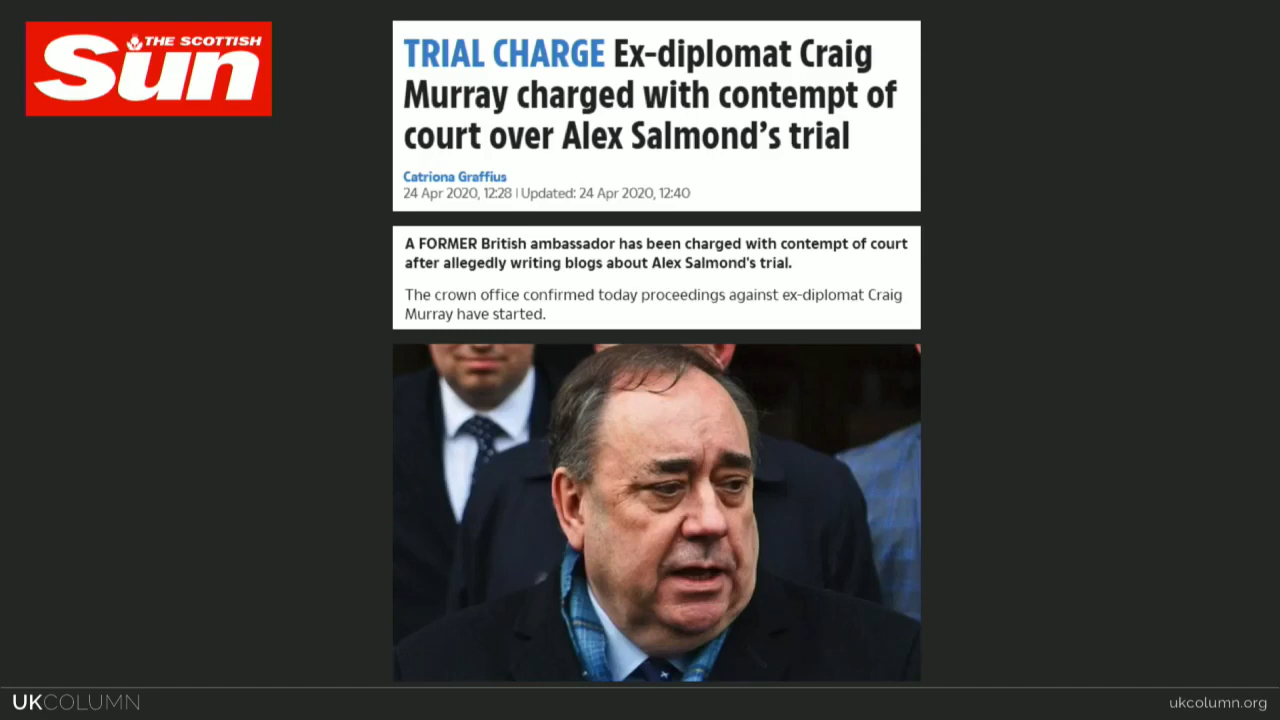 THE SCOTTISH
Sun
TRIAL CHARGE Ex-diplomat Craig
Murray charged with contempt of
court over Alex Salmond’s trial
Catriona Graffius
24 Apr 2020, 12:28 | Updated: 24 Apr 2020, 12:40
A FORMER British ambassador has been charged with contempt of court
after allegedly writing blogs about Alex Salmond's trial.
The crown office confirmed today proceedings against ex-diplomat Craig
Murray have started.
UKCOLUMN
ukcolumn.org